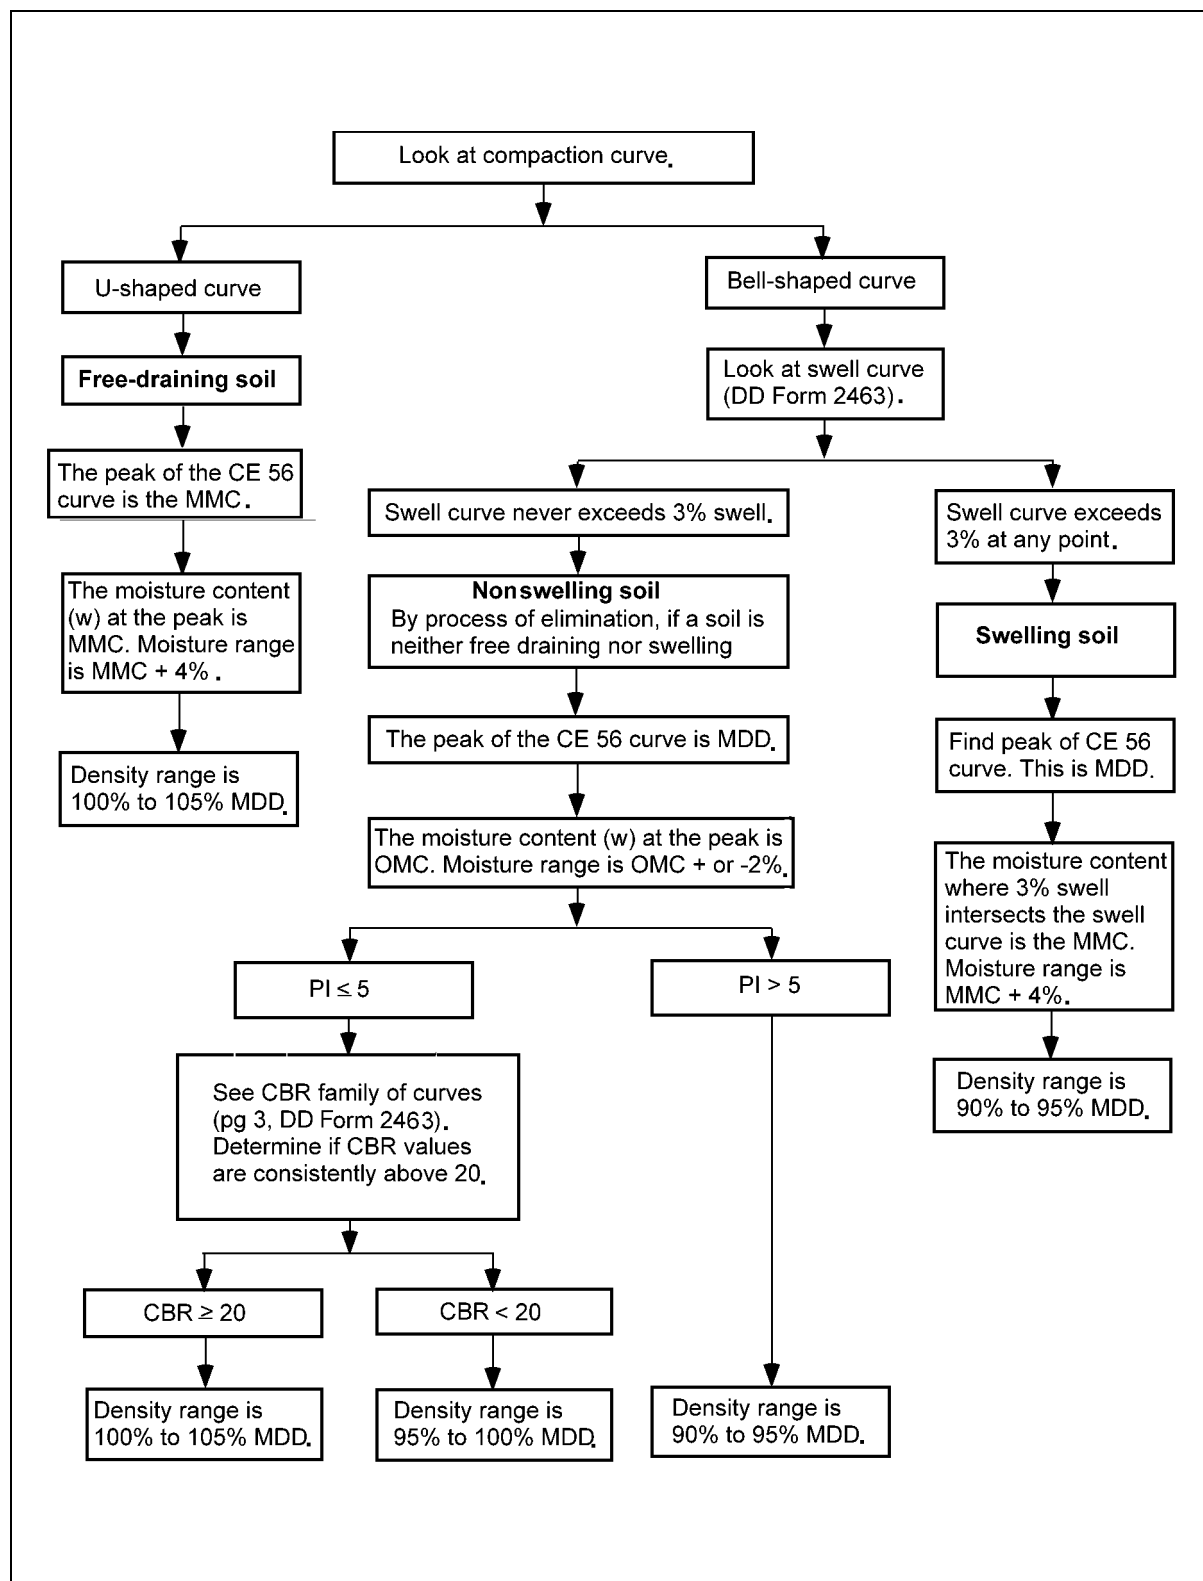 Look at compaction curve.
U-shaped curve
Free-draining soil
The peak of the CE 56
curve is the MMC.
The moisture content
(w) at the peak is
MMC. Moisture range
is MMC + 4% .
Density range is
100% to 105% MDD.
Bell-shaped curve
Look at swell curve
(DD Form 2463).
Swell curve never exceeds 3% swell.
Nonswelling soil
By process of elimination, if a soil is
neither free draining nor swelling
The peak of the CE 56 curve is MDD.
The moisture content (w) at the peak is
OMC. Moisture range is OMC + or -2%.
PI ≤ 5
See CBR family of curves
(pg 3, DD Form 2463).
Determine if CBR values
are consistently above 20.
CBR ≥ 20
Density range is
100% to 105% MDD.
CBR < 20
Density range is
95% to 100% MDD.
PI > 5
Density range is
90% to 95% MDD.
Swell curve exceeds
3% at any point.
Swelling soil
Find peak of CE 56
curve. This is MDD.
The moisture content
where 3% swell
intersects the swell
curve is the MMC.
Moisture range is
MMC + 4%.
Density range is
90% to 95% MDD.